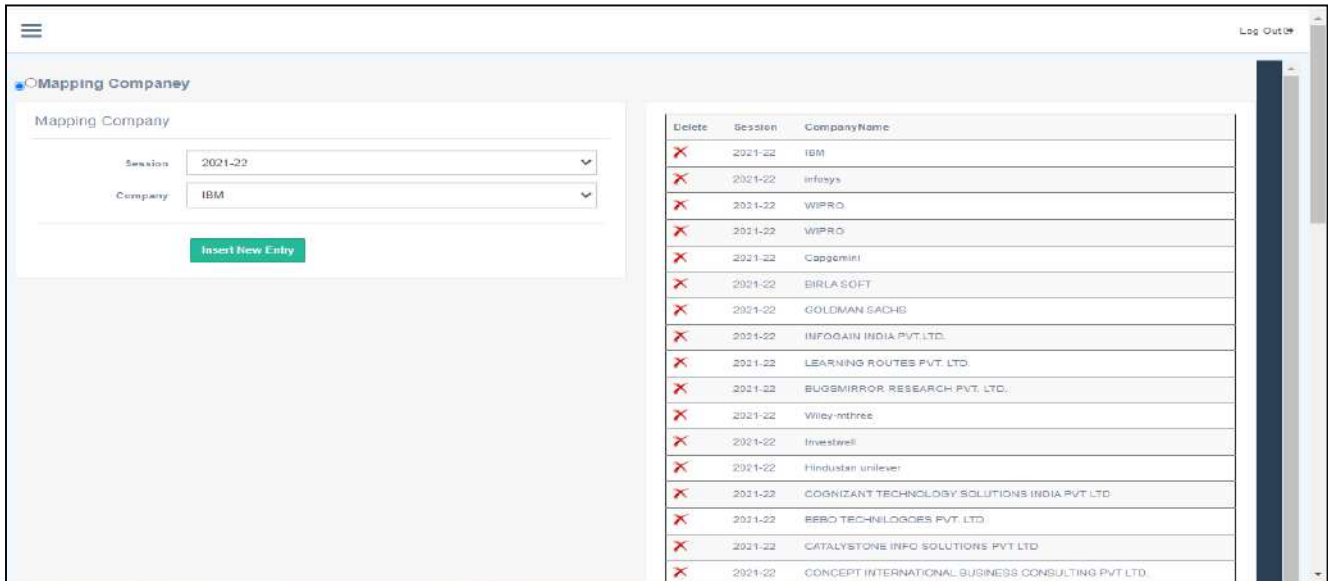 Log Out
Mapping Companey
Mapping Company
Session 2021-22
Company IBM
Insert New Entry
Delete Session CompanyName
2021-22 IBM
2021-22 infosys
2021-22 WIPRO
2021-22 WIPRO
2021-22 Capgemini
2021-22 BIRLA SOFT
2021-22 GOLDMAN SACHS
2021-22 INFOGAIN INDIA PVT.LTD.
2021-22 LEARNING ROUTES PVT. LTD.
2021-22 BUGSMIRROR RESEARCH PVT. LTD.
2021-22 Wiley-mthree
2021-22 Investwell
2021-22 Hindustan unilever
2021-22 COGNIZANT TECHNOLOGY SOLUTIONS INDIA PVT LTD
2021-22 BEBO TECHNILOGOES PVT. LTD
2021-22 CATALYSTONE INFO SOLUTIONS PVT LTD
2021-22 CONCEPT INTERNATIONAL BUSINESS CONSULTING PVT LTD.